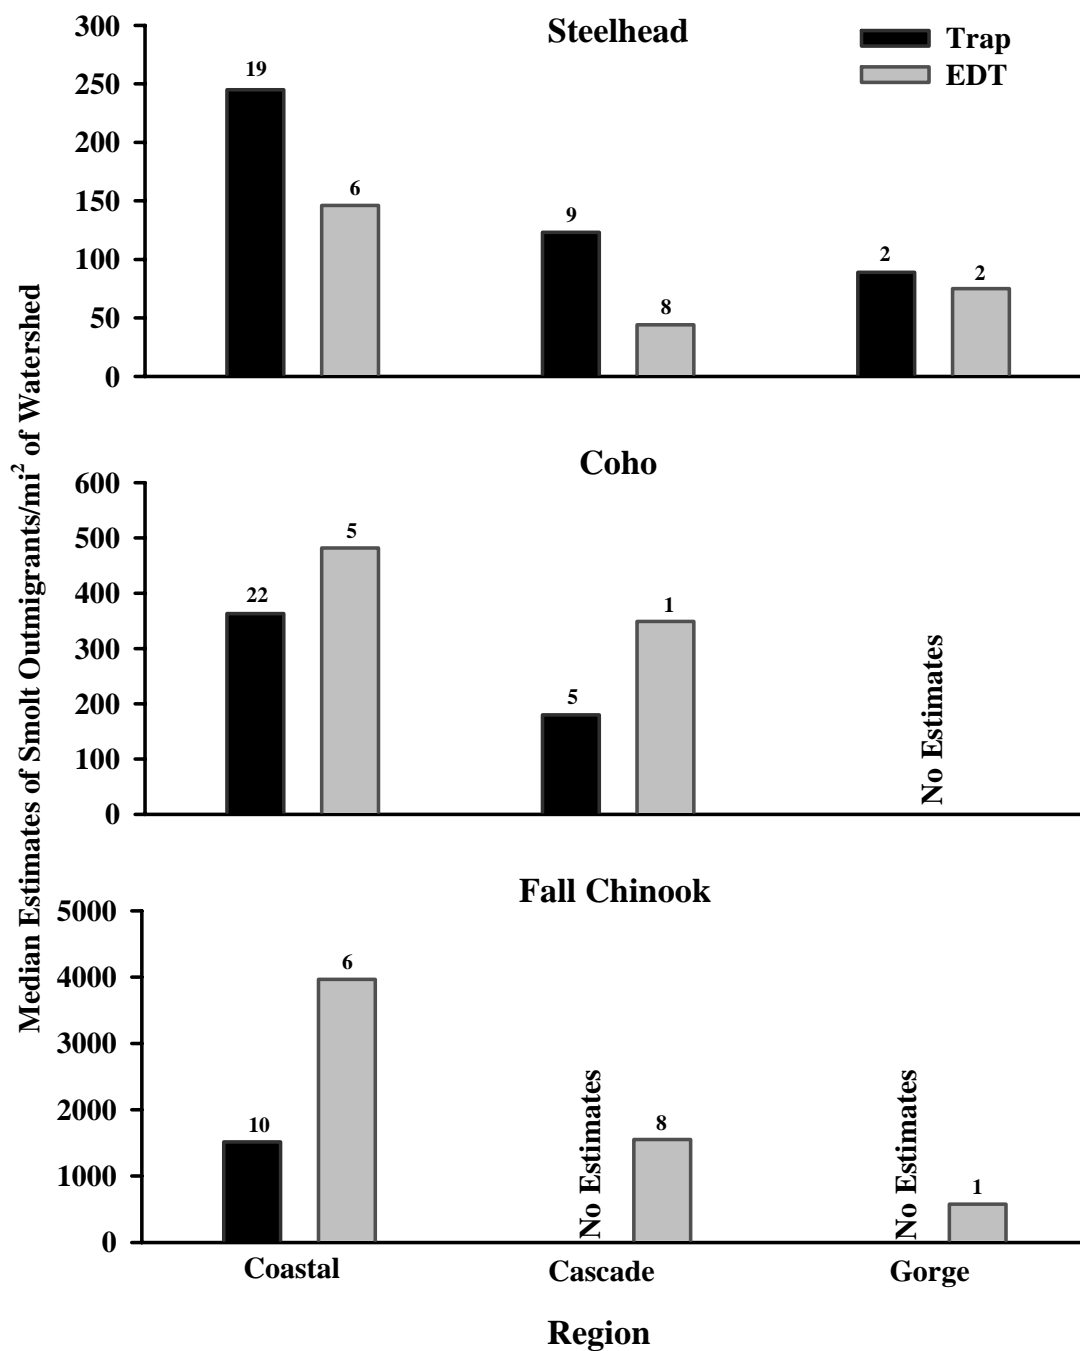 Median Estimates of Smolt Outmigrants/mi² of Watershed
Steelhead
Trap
EDT
300
250
200
150
100
50
0
19
6
9
8
2
2
Coho
600
500
400
300
200
100
0
22
5
5
1
No Estimates
Fall Chinook
5000
4000
3000
2000
1000
0
10
6
No Estimates
8
No Estimates
1
Coastal
Cascade
Gorge
Region